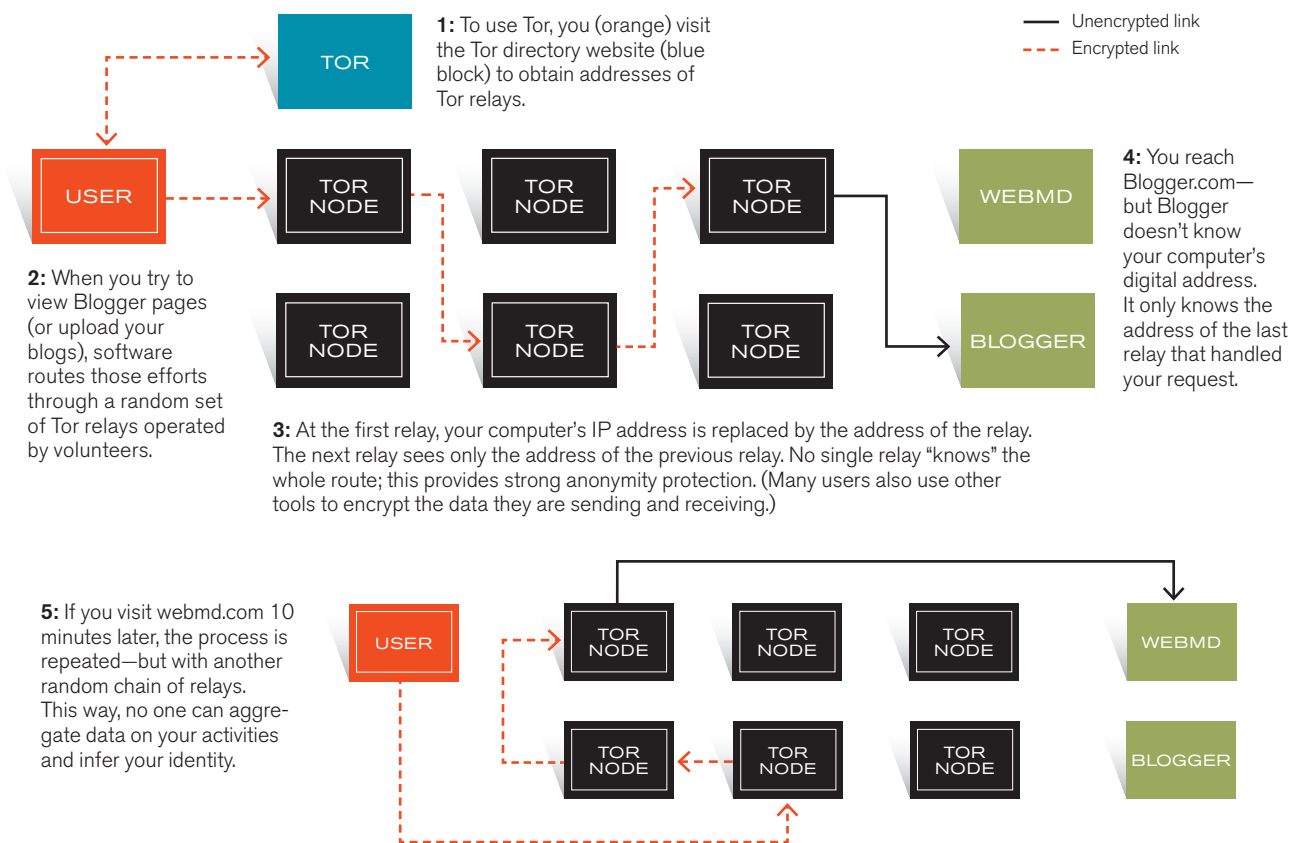 TOR
1: To use Tor, you (orange) visit
the Tor directory website (blue
block) to obtain addresses of
Tor relays.
Unencrypted link
Encrypted link
USER
TOR
NODE
TOR
NODE
TOR
NODE
WEBMD
4: You reach
Blogger.com—
but Blogger
doesn't know
your computer's
digital address.
It only knows the
address of the last
relay that handled
your request.
2: When you try to
view Blogger pages
(or upload your
blogs), software
routes those efforts
through a random set
of Tor relays operated
by volunteers.
TOR
NODE
TOR
NODE
TOR
NODE
BLOGGER
3: At the first relay, your computer's IP address is replaced by the address of the relay.
The next relay sees only the address of the previous relay. No single relay “knows” the
whole route; this provides strong anonymity protection. (Many users also use other
tools to encrypt the data they are sending and receiving.)
5: If you visit webmd.com 10
minutes later, the process is
repeated—but with another
random chain of relays.
This way, no one can aggre-
gate data on your activities
and infer your identity.
USER
TOR
NODE
TOR
NODE
TOR
NODE
WEBMD
TOR
NODE
TOR
NODE
TOR
NODE
BLOGGER